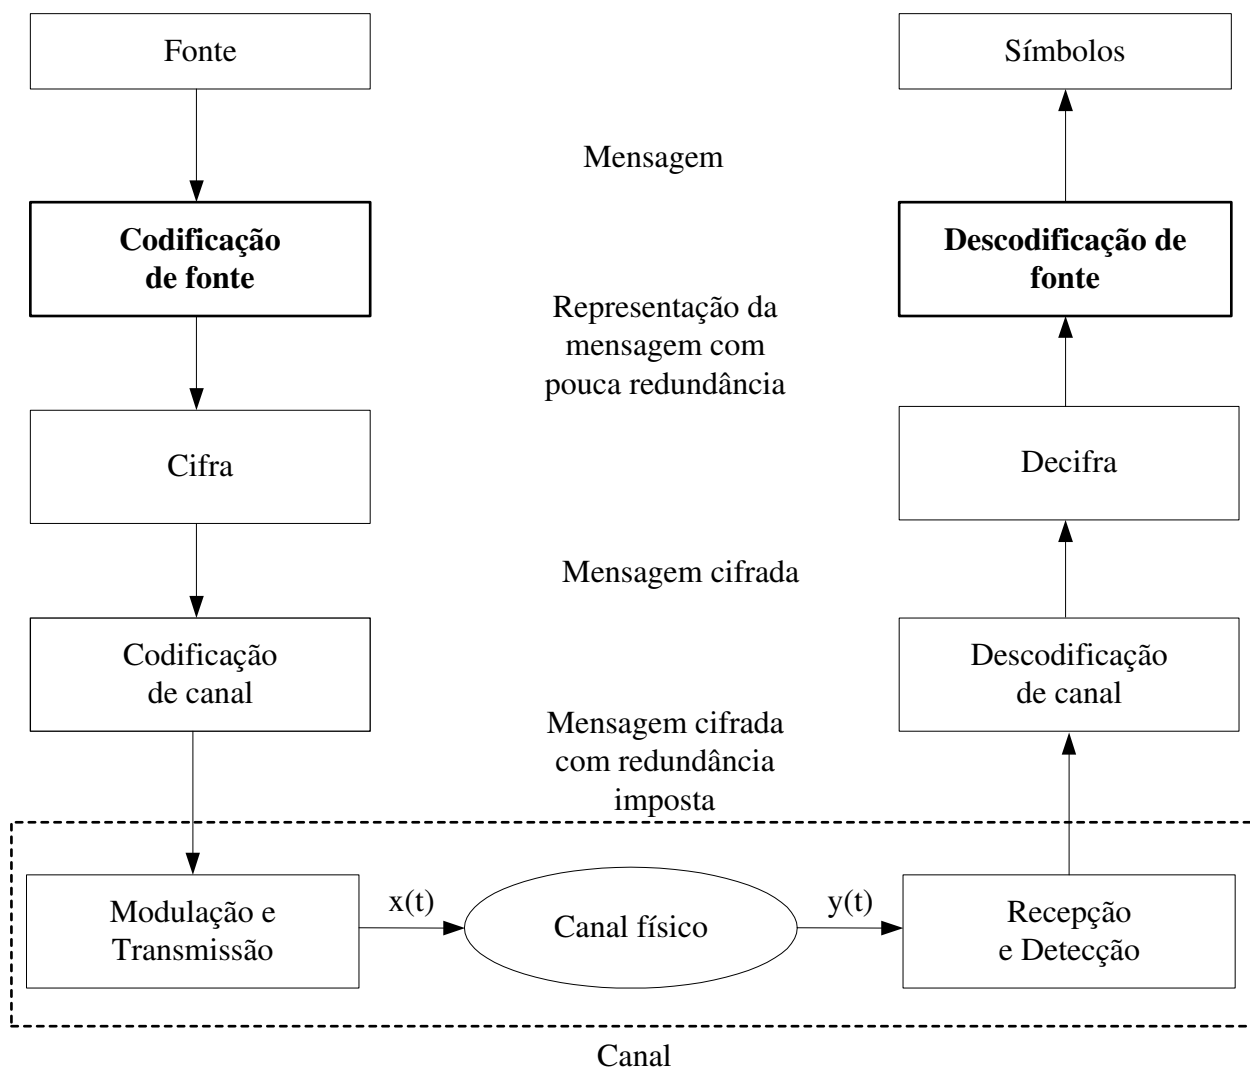 Fonte
Símbolos
Mensagem
Codificação
de fonte
Descodificação de
fonte
Representação da
mensagem com
pouca redundância
Cifra
Decifra
Mensagem cifrada
Codificação
de canal
Descodificação
de canal
Mensagem cifrada
com redundância
imposta
Modulação e
Transmissão
x(t)
Canal físico
y(t)
Recepção
e Detecção
Canal